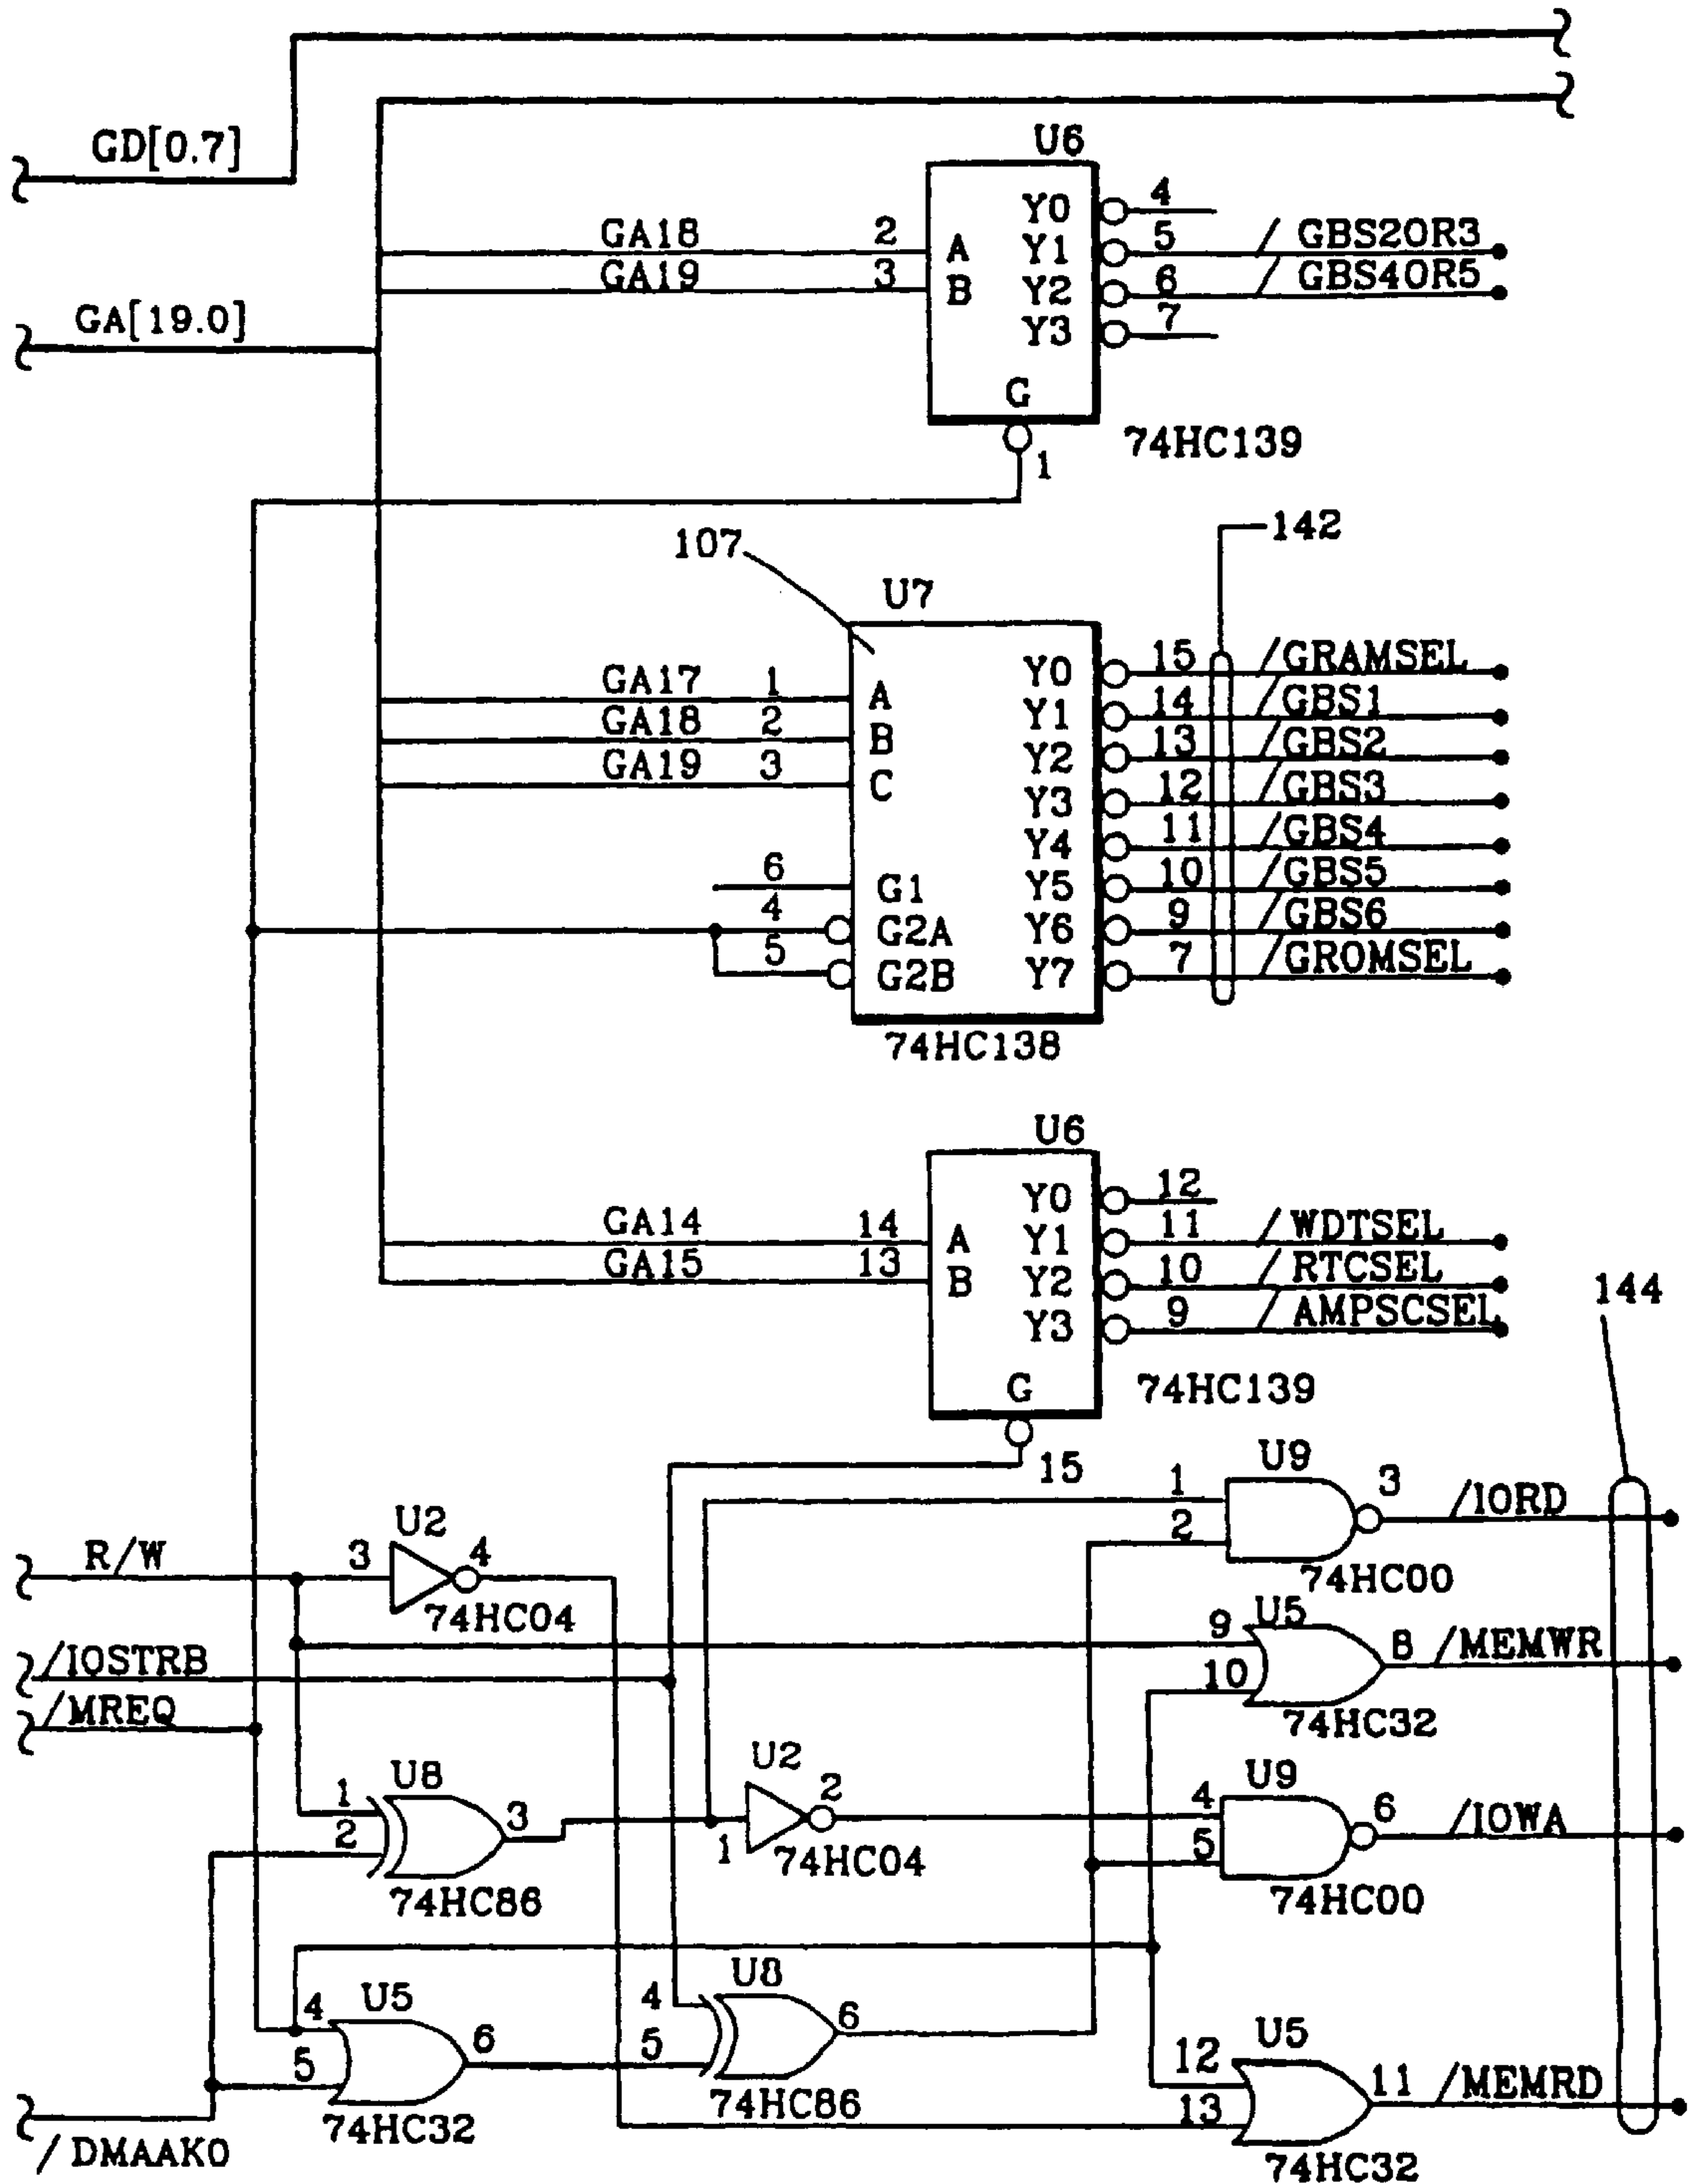 GD[0.7]
GA[19.0]
U6
GA18 2 A Y0 4
GA19 3 B Y1 5 / GBS2OR3
Y2 6 / GBS4OR5
Y3 7
G
1
74HC139
107
142
U7
GA17 1 A Y0 15 /GRAMSEL
GA18 2 B Y1 14 /GBS1
GA19 3 C Y2 13 /GBS2
Y3 12 /GBS3
Y4 11 /GBS4
6 G1 Y5 10 /GBS5
4 G2A Y6 9 /GBS6
5 G2B Y7 7 /GROMSEL
74HC138
U6
Y0 12
GA14 14 A Y1 11 / WDTSEL
GA15 13 B Y2 10 / RTCSEL
Y3 9 / AMPSCSEL
G
15
74HC139
144
U9
1 3 /IORD
2
74HC00
R/W 3 U2 4
74HC04
/IOSTRB
/MREQ
U5
9 8 /MEMWR
10
74HC32
U8
1 3
2
74HC86
U2
1 2
74HC04
U9
4 6 /IOWA
5
74HC00
U5
4 6
5
74HC32
U8
4 6
5
74HC86
U5
12 11 /MEMRD
13
74HC32
/ DMAAK0